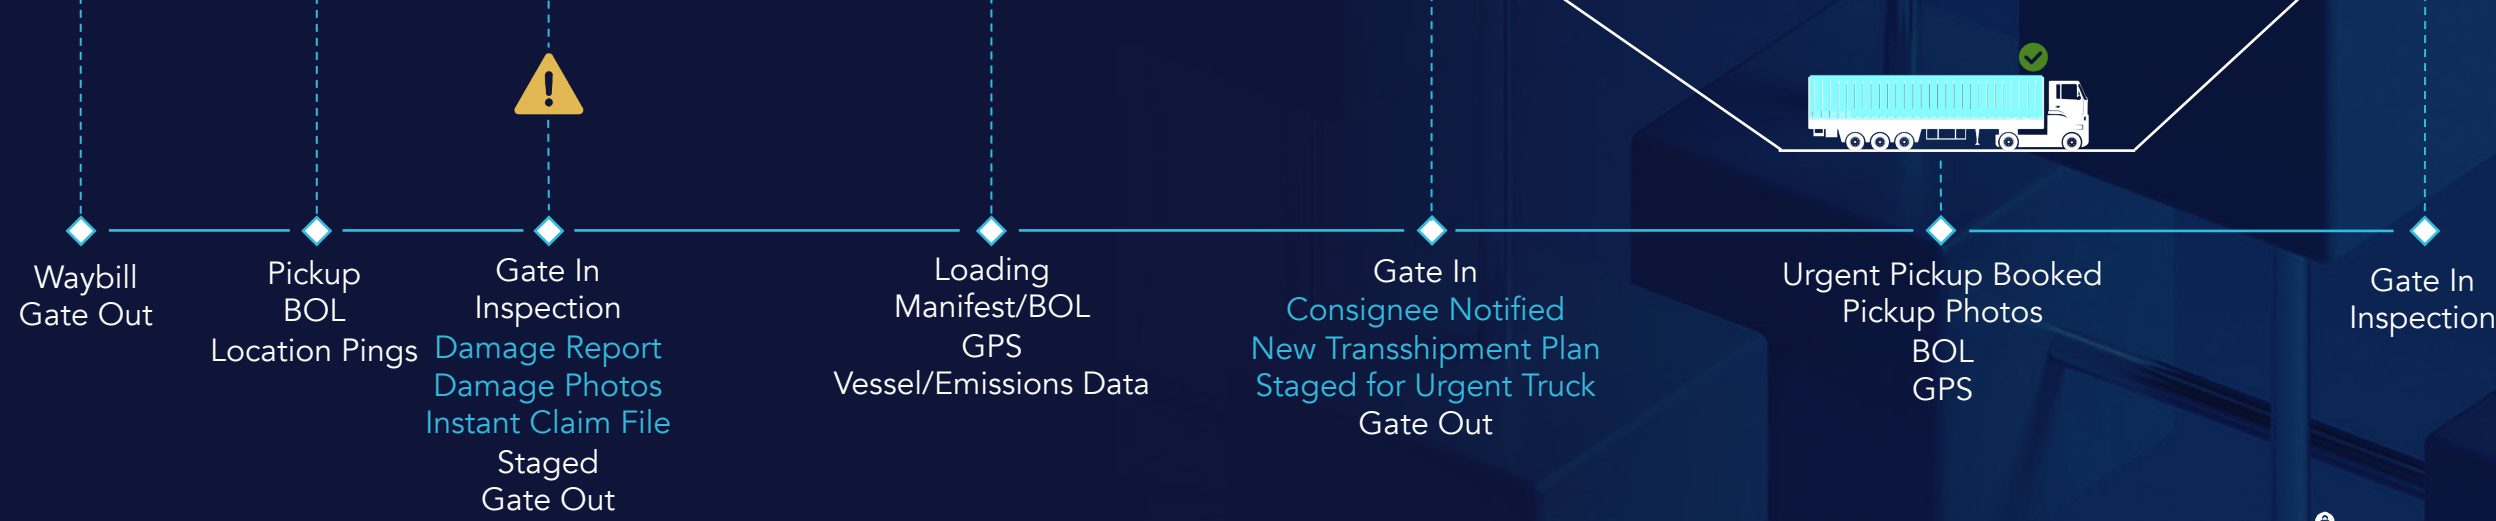 Waybill
Gate Out
Pickup
BOL
Location Pings
Gate In
Inspection
Damage Report
Damage Photos
Instant Claim File
Staged
Gate Out
Loading
Manifest/BOL
GPS
Vessel/Emissions Data
Gate In
Consignee Notified
New Transshipment Plan
Staged for Urgent Truck
Gate Out
Urgent Pickup Booked
Pickup Photos
BOL
GPS
Gate In
Inspection